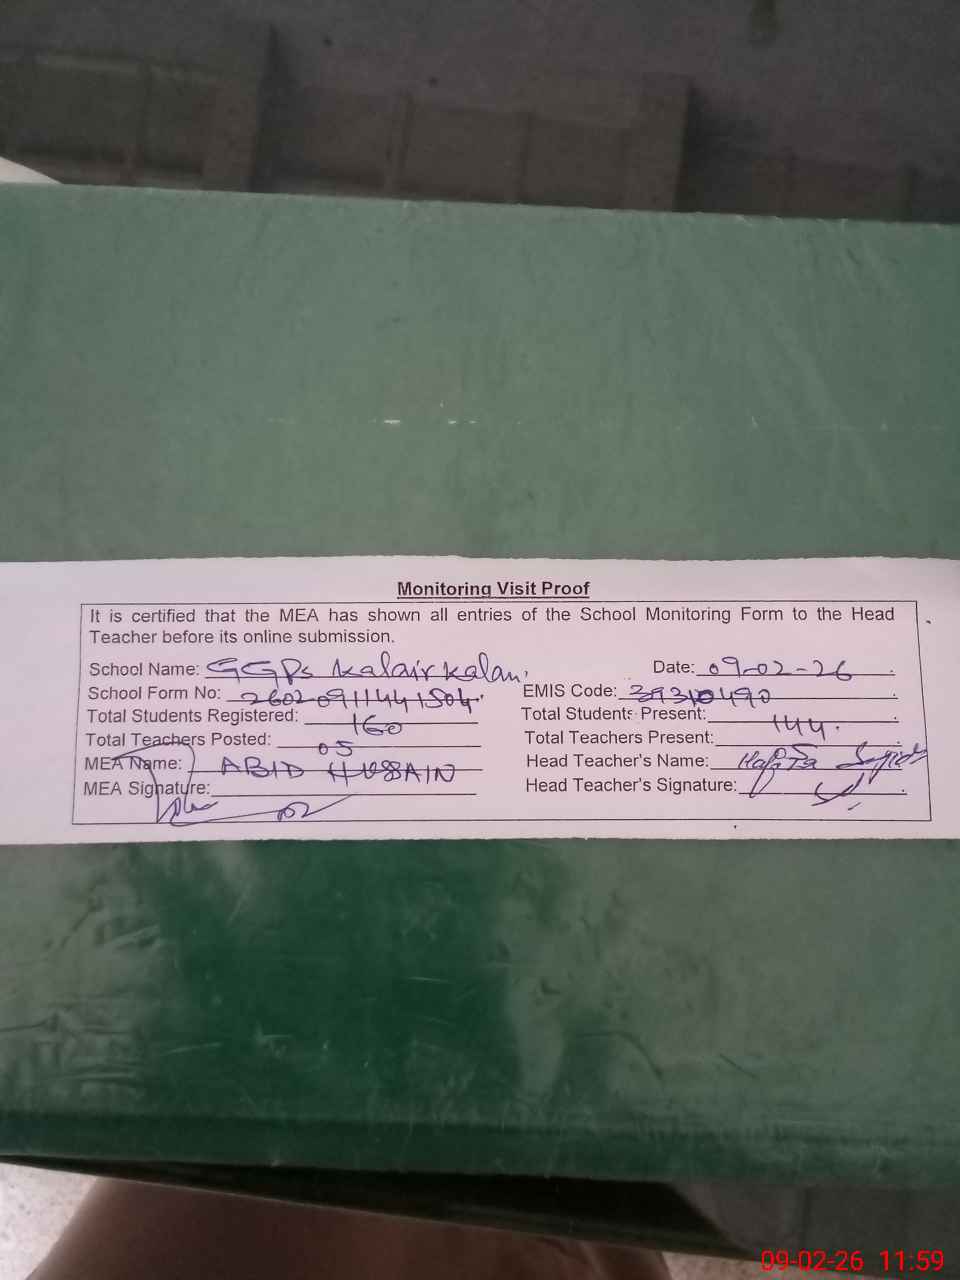 Monitoring Visit Proof
It is certified that the MEA has shown all entries of the School Monitoring Form to the Head
Teacher before its online submission.
School Name: GGPS Kalair Kalan. Date: 09-02-26
School Form No: 26020911441504. EMIS Code: 39310490
Total Students Registered: 160 Total Students Present: 144.
Total Teachers Posted: 05 Total Teachers Present: 5
MEA Name: ABID HUSSAIN Head Teacher's Name:
MEA Signature: Head Teacher's Signature:
09-02-26 11:59